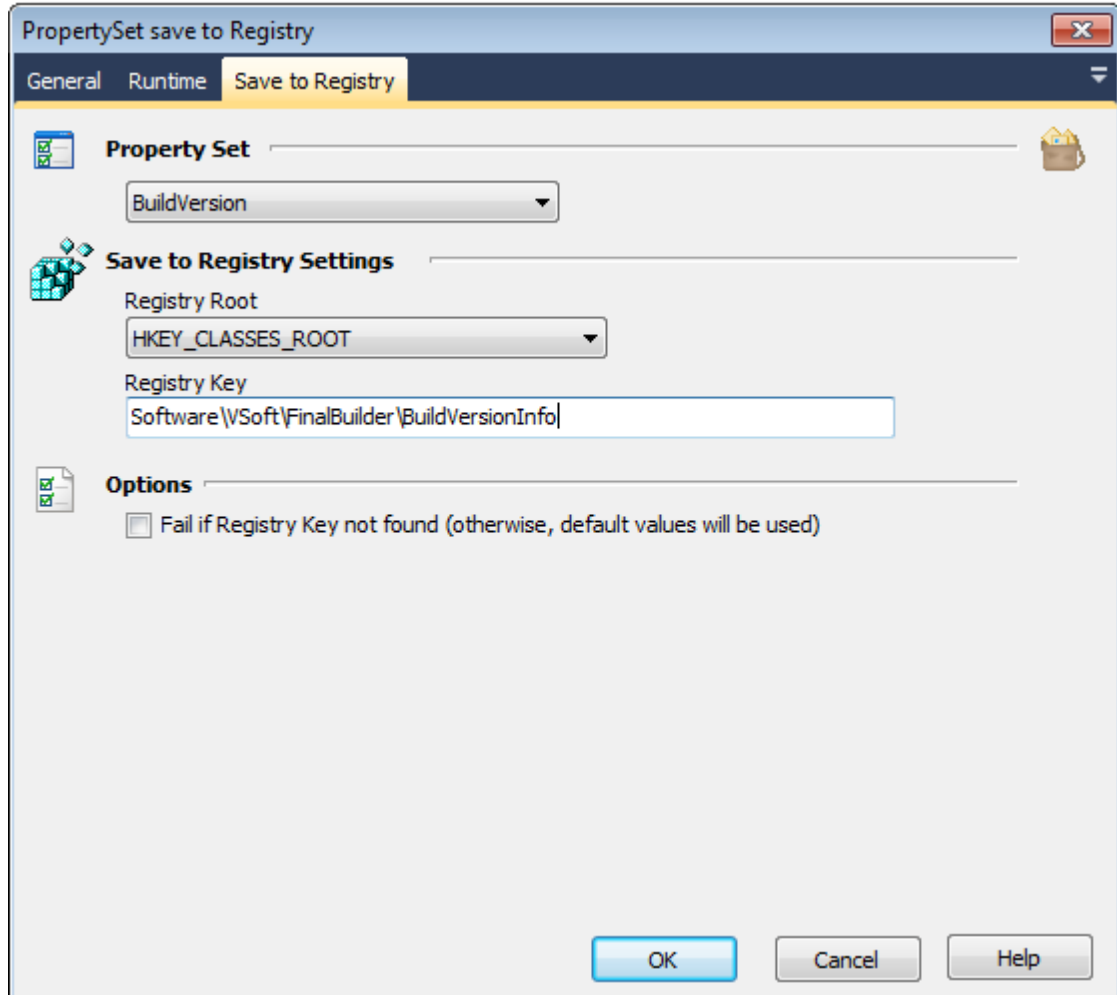 PropertySet save to Registry
General Runtime Save to Registry
Property Set
BuildVersion
Save to Registry Settings
Registry Root
HKEY_CLASSES_ROOT
Registry Key
Software\VSoft\FinalBuilder\BuildVersionInfo
Options
Fail if Registry Key not found (otherwise, default values will be used)
OK Cancel Help